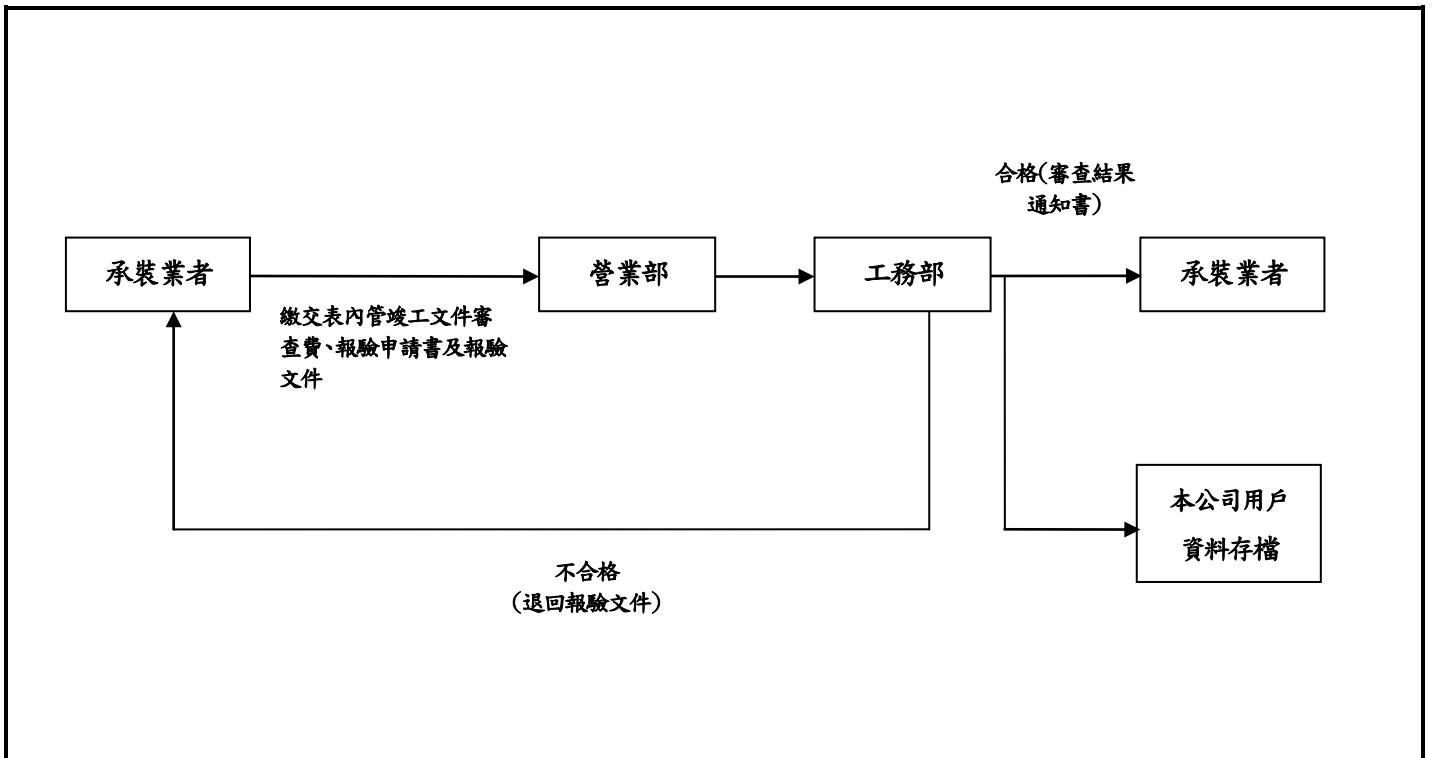 合格(審查結果
通知書)
承裝業者
營業部
工務部
承裝業者
繳交表內管竣工文件審
查費、報驗申請書及報驗
文件
本公司用戶
資料存檔
不合格
(退回報驗文件)